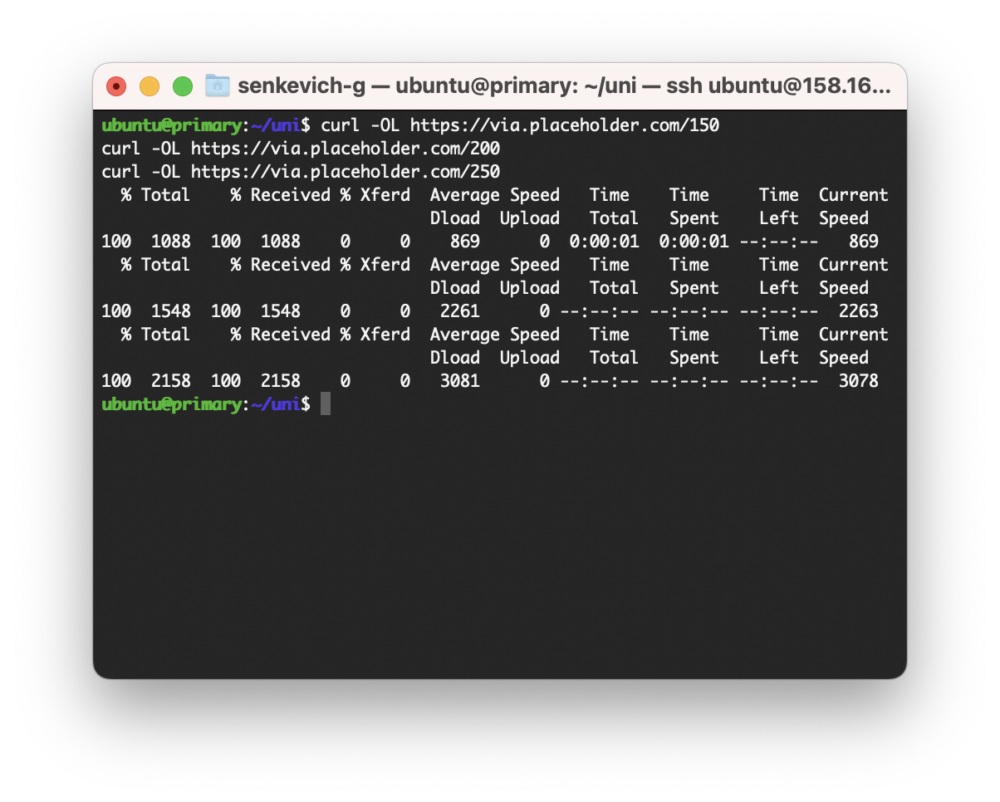 senkevich-g — ubuntu@primary: ~/uni — ssh ubuntu@158.16...
ubuntu@primary:~/uni$ curl -OL https://via.placeholder.com/150
curl -OL https://via.placeholder.com/200
curl -OL https://via.placeholder.com/250
  % Total    % Received % Xferd  Average Speed   Time    Time     Time  Current
                                 Dload  Upload   Total   Spent    Left  Speed
100  1088  100  1088    0     0    869      0  0:00:01  0:00:01 --:--:--   869
  % Total    % Received % Xferd  Average Speed   Time    Time     Time  Current
                                 Dload  Upload   Total   Spent    Left  Speed
100  1548  100  1548    0     0   2261      0 --:--:-- --:--:-- --:--:--  2263
  % Total    % Received % Xferd  Average Speed   Time    Time     Time  Current
                                 Dload  Upload   Total   Spent    Left  Speed
100  2158  100  2158    0     0   3081      0 --:--:-- --:--:-- --:--:--  3078
ubuntu@primary:~/uni$